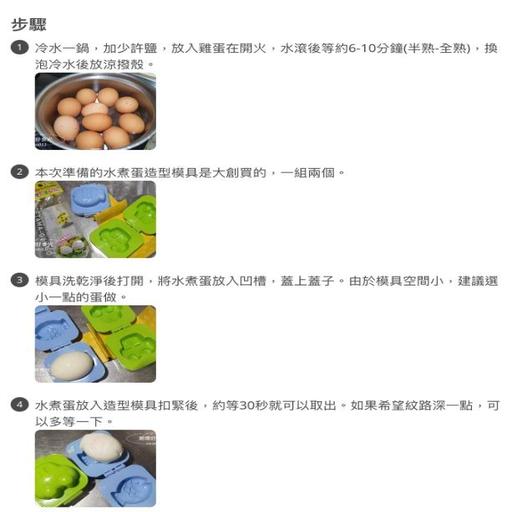 步驟
1 冷水一鍋，加少許鹽，放入雞蛋在開火，水滾後等約6-10分鐘(半熟-全熟)，換
泡冷水後放涼撥殼。
2 本次準備的水煮蛋造型模具是大創買的，一組兩個。
3 模具洗乾淨後打開，將水煮蛋放入凹槽，蓋上蓋子。由於模具空間小，建議選
小一點的蛋做。
4 水煮蛋放入造型模具扣緊後，約等30秒就可以取出。如果希望紋路深一點，可
以多等一下。